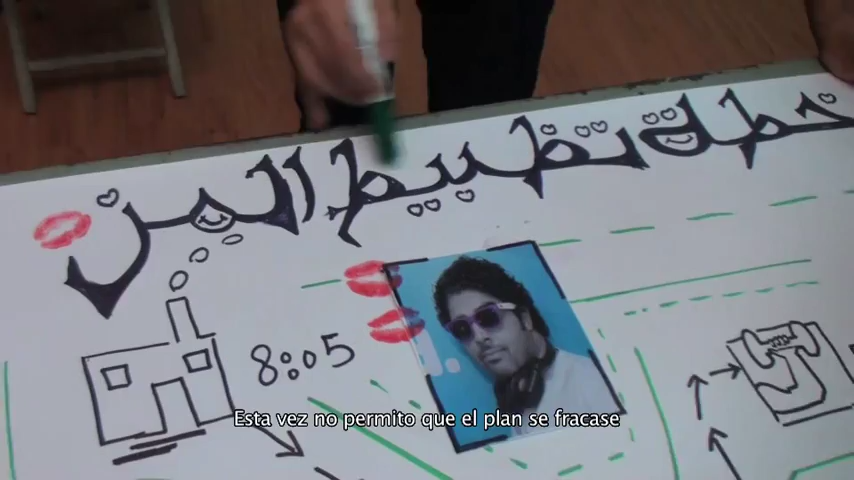 خطة تظبيط المز
8:05
Esta vez no permito que el plan se fracase